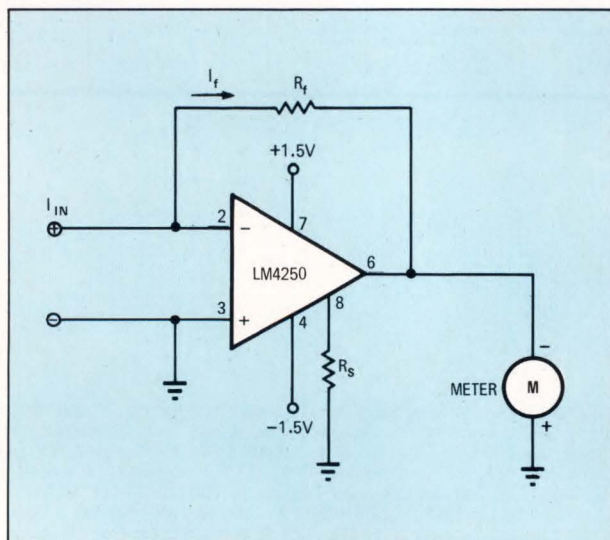 I_f
R_f
+1.5V
I_IN
+
2
−
7
LM4250
6
3
+
4
8
−
−
R_S
−1.5V
−
METER
M
+